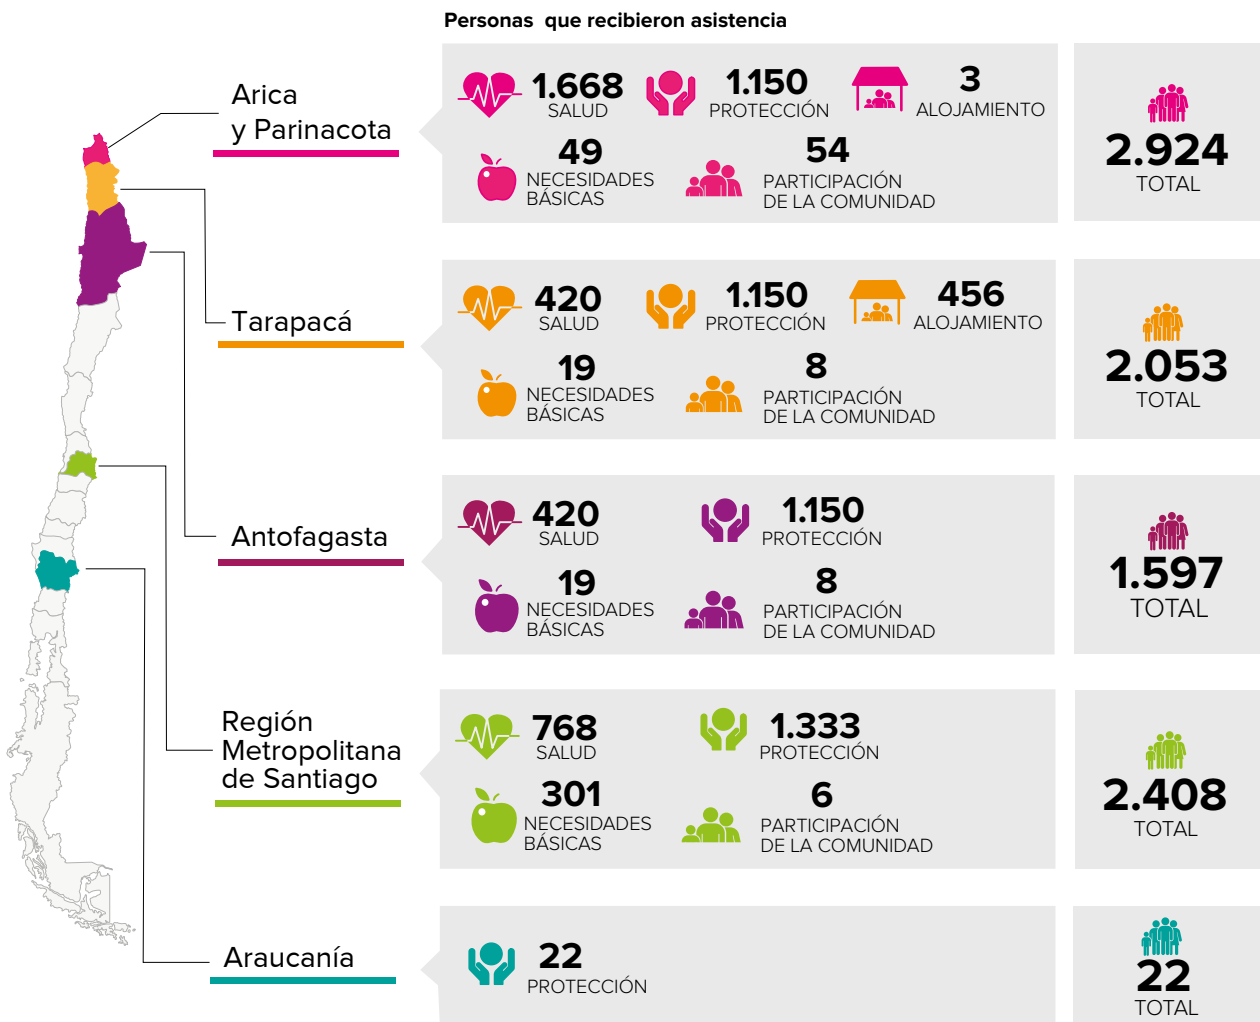 Personas que recibieron asistencia
Arica
y Parinacota
1.668
SALUD
1.150
PROTECCIÓN
3
ALOJAMIENTO
49
NECESIDADES
BÁSICAS
54
PARTICIPACIÓN
DE LA COMUNIDAD
2.924
TOTAL
Tarapacá
420
SALUD
1.150
PROTECCIÓN
456
ALOJAMIENTO
19
NECESIDADES
BÁSICAS
8
PARTICIPACIÓN
DE LA COMUNIDAD
2.053
TOTAL
Antofagasta
420
SALUD
1.150
PROTECCIÓN
19
NECESIDADES
BÁSICAS
8
PARTICIPACIÓN
DE LA COMUNIDAD
1.597
TOTAL
Región
Metropolitana
de Santiago
768
SALUD
1.333
PROTECCIÓN
301
NECESIDADES
BÁSICAS
6
PARTICIPACIÓN
DE LA COMUNIDAD
2.408
TOTAL
Araucanía
22
PROTECCIÓN
22
TOTAL